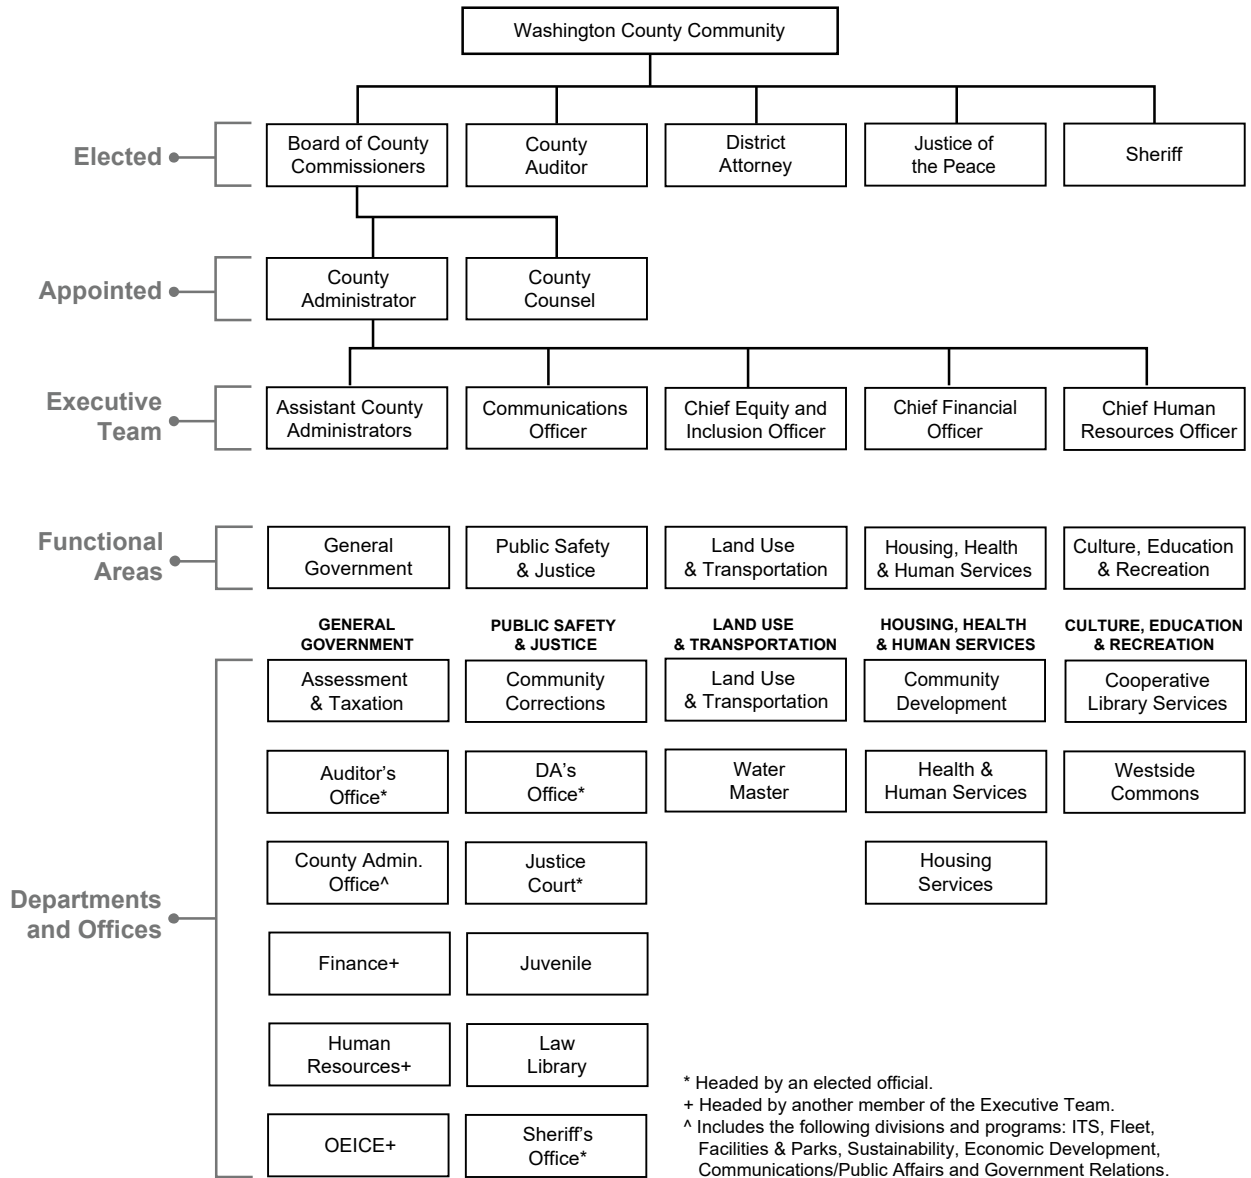 Washington County Community
Elected
Board of County
Commissioners
County
Auditor
District
Attorney
Justice of
the Peace
Sheriff
Appointed
County
Administrator
County
Counsel
Executive
Team
Assistant County
Administrators
Communications
Officer
Chief Equity and
Inclusion Officer
Chief Financial
Officer
Chief Human
Resources Officer
Functional
Areas
General
Government
Public Safety
& Justice
Land Use
& Transportation
Housing, Health
& Human Services
Culture, Education
& Recreation
GENERAL
GOVERNMENT
PUBLIC SAFETY
& JUSTICE
LAND USE
& TRANSPORTATION
HOUSING, HEALTH
& HUMAN SERVICES
CULTURE, EDUCATION
& RECREATION
Departments
and Offices
Assessment
& Taxation
Community
Corrections
Land Use
& Transportation
Community
Development
Cooperative
Library Services
Auditor’s
Office*
DA’s
Office*
Water
Master
Health &
Human Services
Westside
Commons
County Admin.
Office^
Justice
Court*
Housing
Services
Finance+
Juvenile
Human
Resources+
Law
Library
OEICE+
Sheriff’s
Office*
* Headed by an elected official.
+ Headed by another member of the Executive Team.
^ Includes the following divisions and programs: ITS, Fleet,
Facilities & Parks, Sustainability, Economic Development,
Communications/Public Affairs and Government Relations.